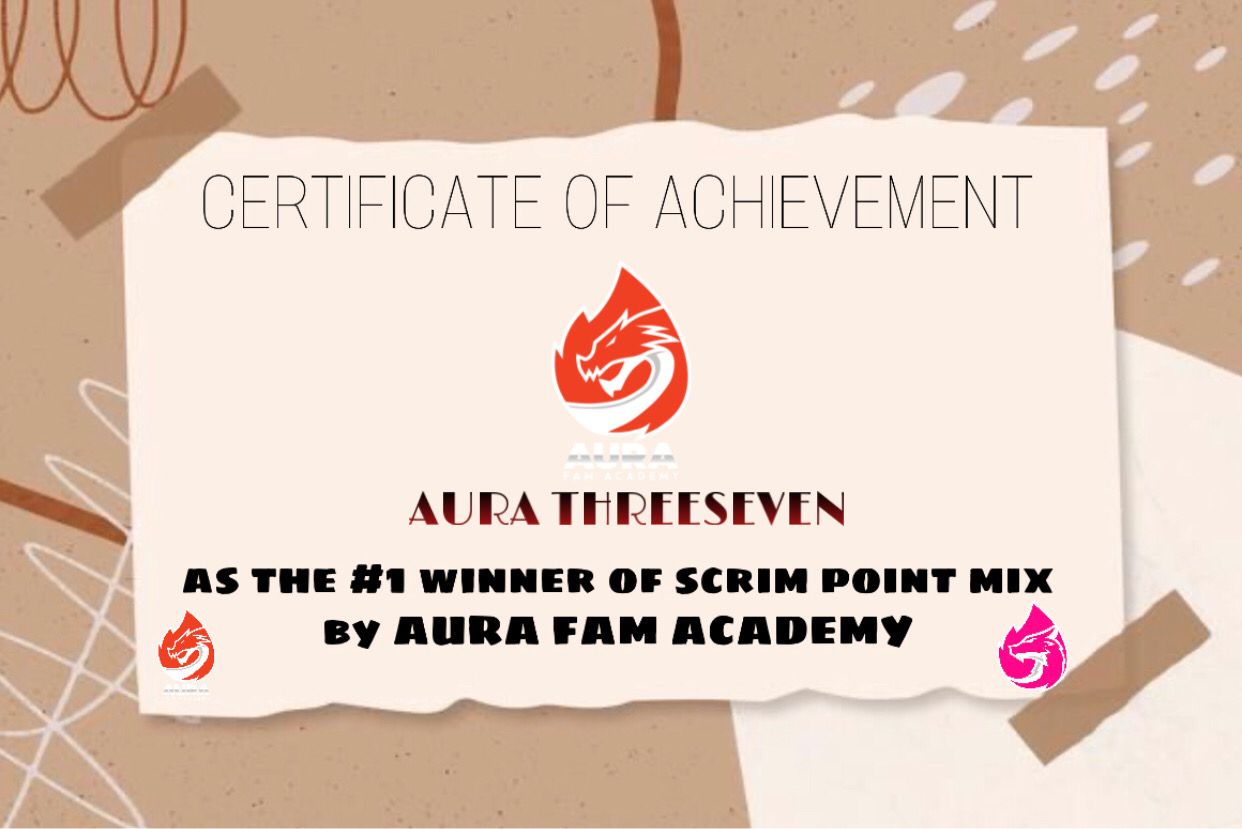 CERTIFICATE OF ACHIEVEMENT
AURA
FAM ACADEMY
AURA THREESEVEN
AS THE #1 WINNER OF SCRIM POINT MIX
By AURA FAM ACADEMY